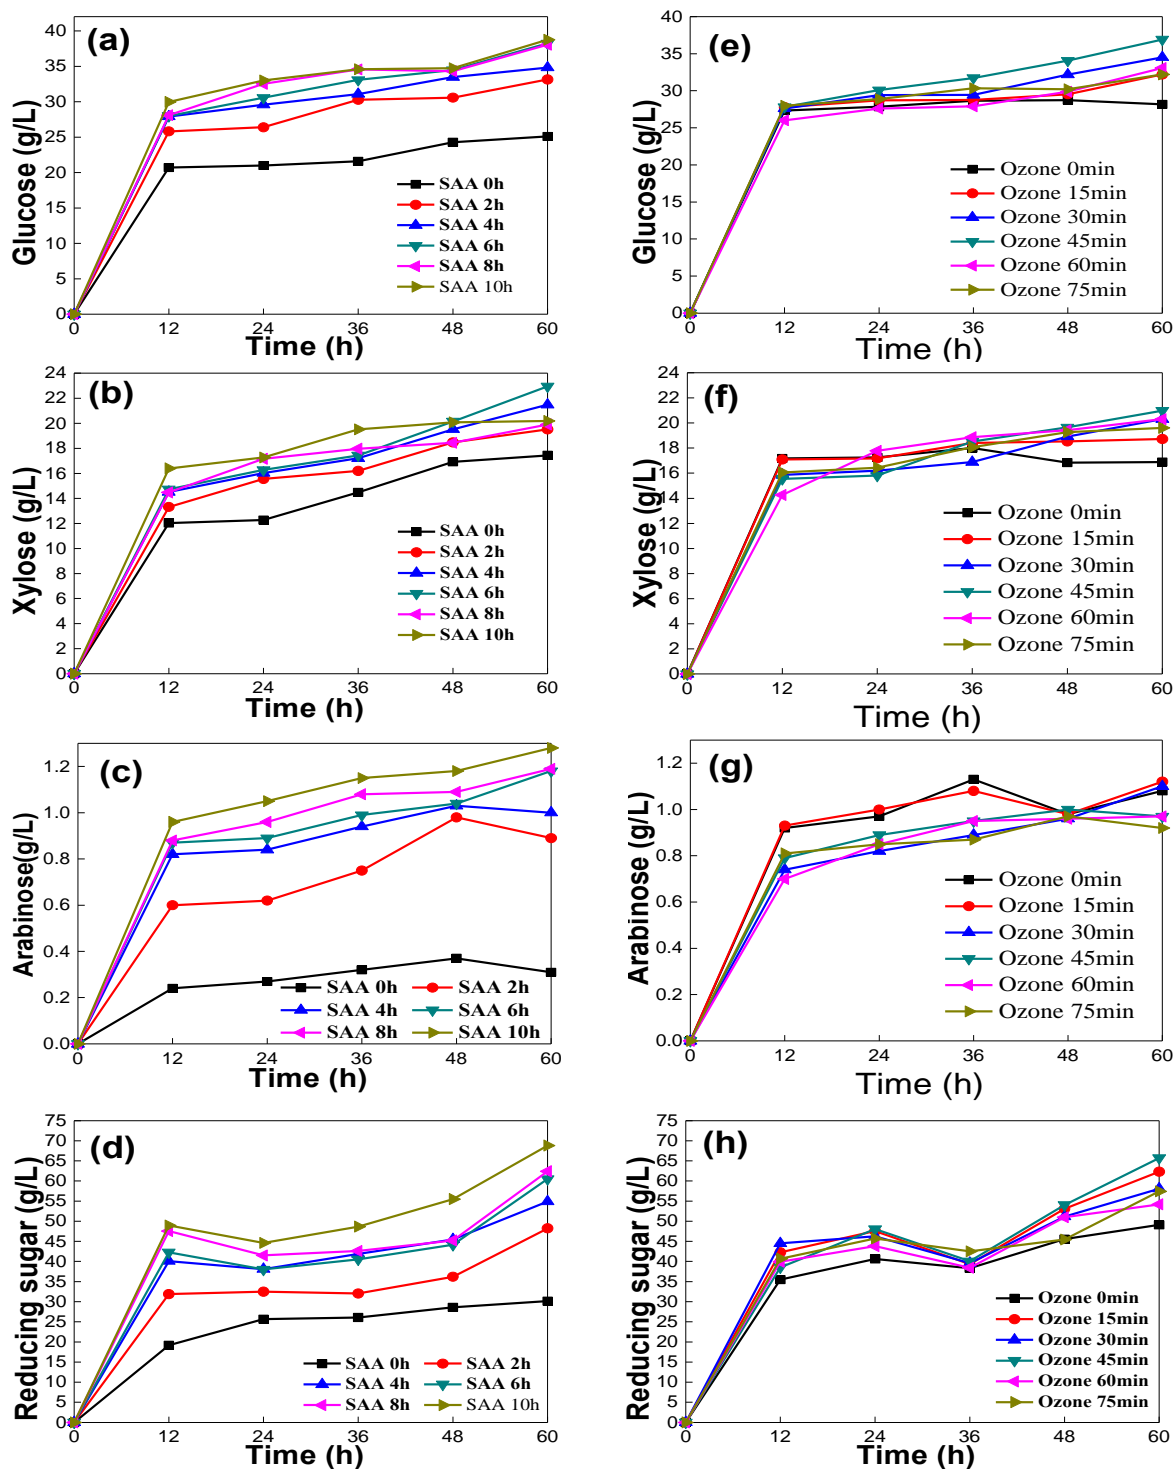 (a)
Glucose (g/L)
40
35
30
25
20
15
10
5
0
0 12 24 36 48 60
Time (h)
SAA 0h
SAA 2h
SAA 4h
SAA 6h
SAA 8h
SAA 10h
(e)
Glucose (g/L)
40
35
30
25
20
15
10
5
0
0 12 24 36 48 60
Time (h)
Ozone 0min
Ozone 15min
Ozone 30min
Ozone 45min
Ozone 60min
Ozone 75min
(b)
Xylose (g/L)
24
22
20
18
16
14
12
10
8
6
4
2
0
0 12 24 36 48 60
Time (h)
SAA 0h
SAA 2h
SAA 4h
SAA 6h
SAA 8h
SAA 10h
(f)
Xylose (g/L)
24
22
20
18
16
14
12
10
8
6
4
2
0
0 12 24 36 48 60
Time (h)
Ozone 0min
Ozone 15min
Ozone 30min
Ozone 45min
Ozone 60min
Ozone 75min
(c)
Arabinose(g/L)
1.2
1.0
0.8
0.6
0.4
0.2
0.0
0 12 24 36 48 60
Time (h)
SAA 0h SAA 2h
SAA 4h SAA 6h
SAA 8h SAA 10h
(g)
Arabinose (g/L)
1.2
1.0
0.8
0.6
0.4
0.2
0.0
0 12 24 36 48 60
Time (h)
Ozone 0min
Ozone 15min
Ozone 30min
Ozone 45min
Ozone 60min
Ozone 75min
(d)
Reducing sugar (g/L)
75
70
65
60
55
50
45
40
35
30
25
20
15
10
5
0
0 12 24 36 48 60
Time (h)
SAA 0h SAA 2h
SAA 4h SAA 6h
SAA 8h SAA 10h
(h)
Reducing sugar (g/L)
75
70
65
60
55
50
45
40
35
30
25
20
15
10
5
0
0 12 24 36 48 60
Time (h)
Ozone 0min
Ozone 15min
Ozone 30min
Ozone 45min
Ozone 60min
Ozone 75min